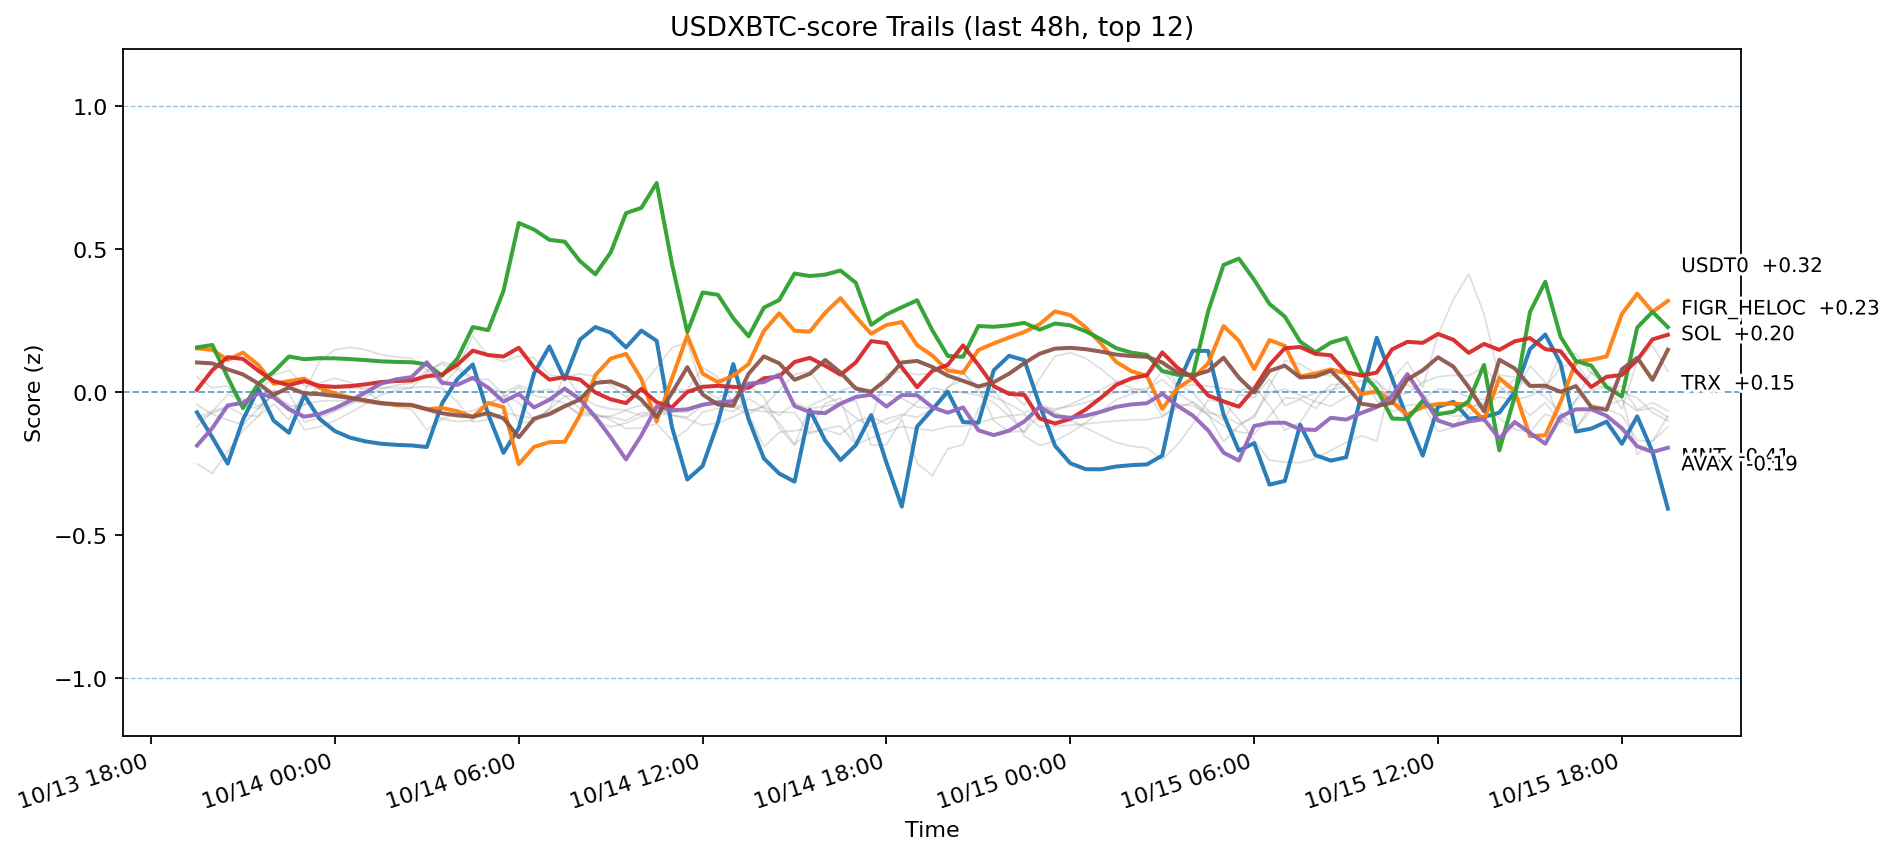 USDXBTC-score Trails (last 48h, top 12)
Score (z)
1.0
0.5
0.0
−0.5
−1.0
USDT0 +0.32
FIGR_HELOC +0.23
SOL +0.20
TRX +0.15
MNT -0.41
AVAX -0.19
10/13 18:00
10/14 00:00
10/14 06:00
10/14 12:00
10/14 18:00
10/15 00:00
10/15 06:00
10/15 12:00
10/15 18:00
Time